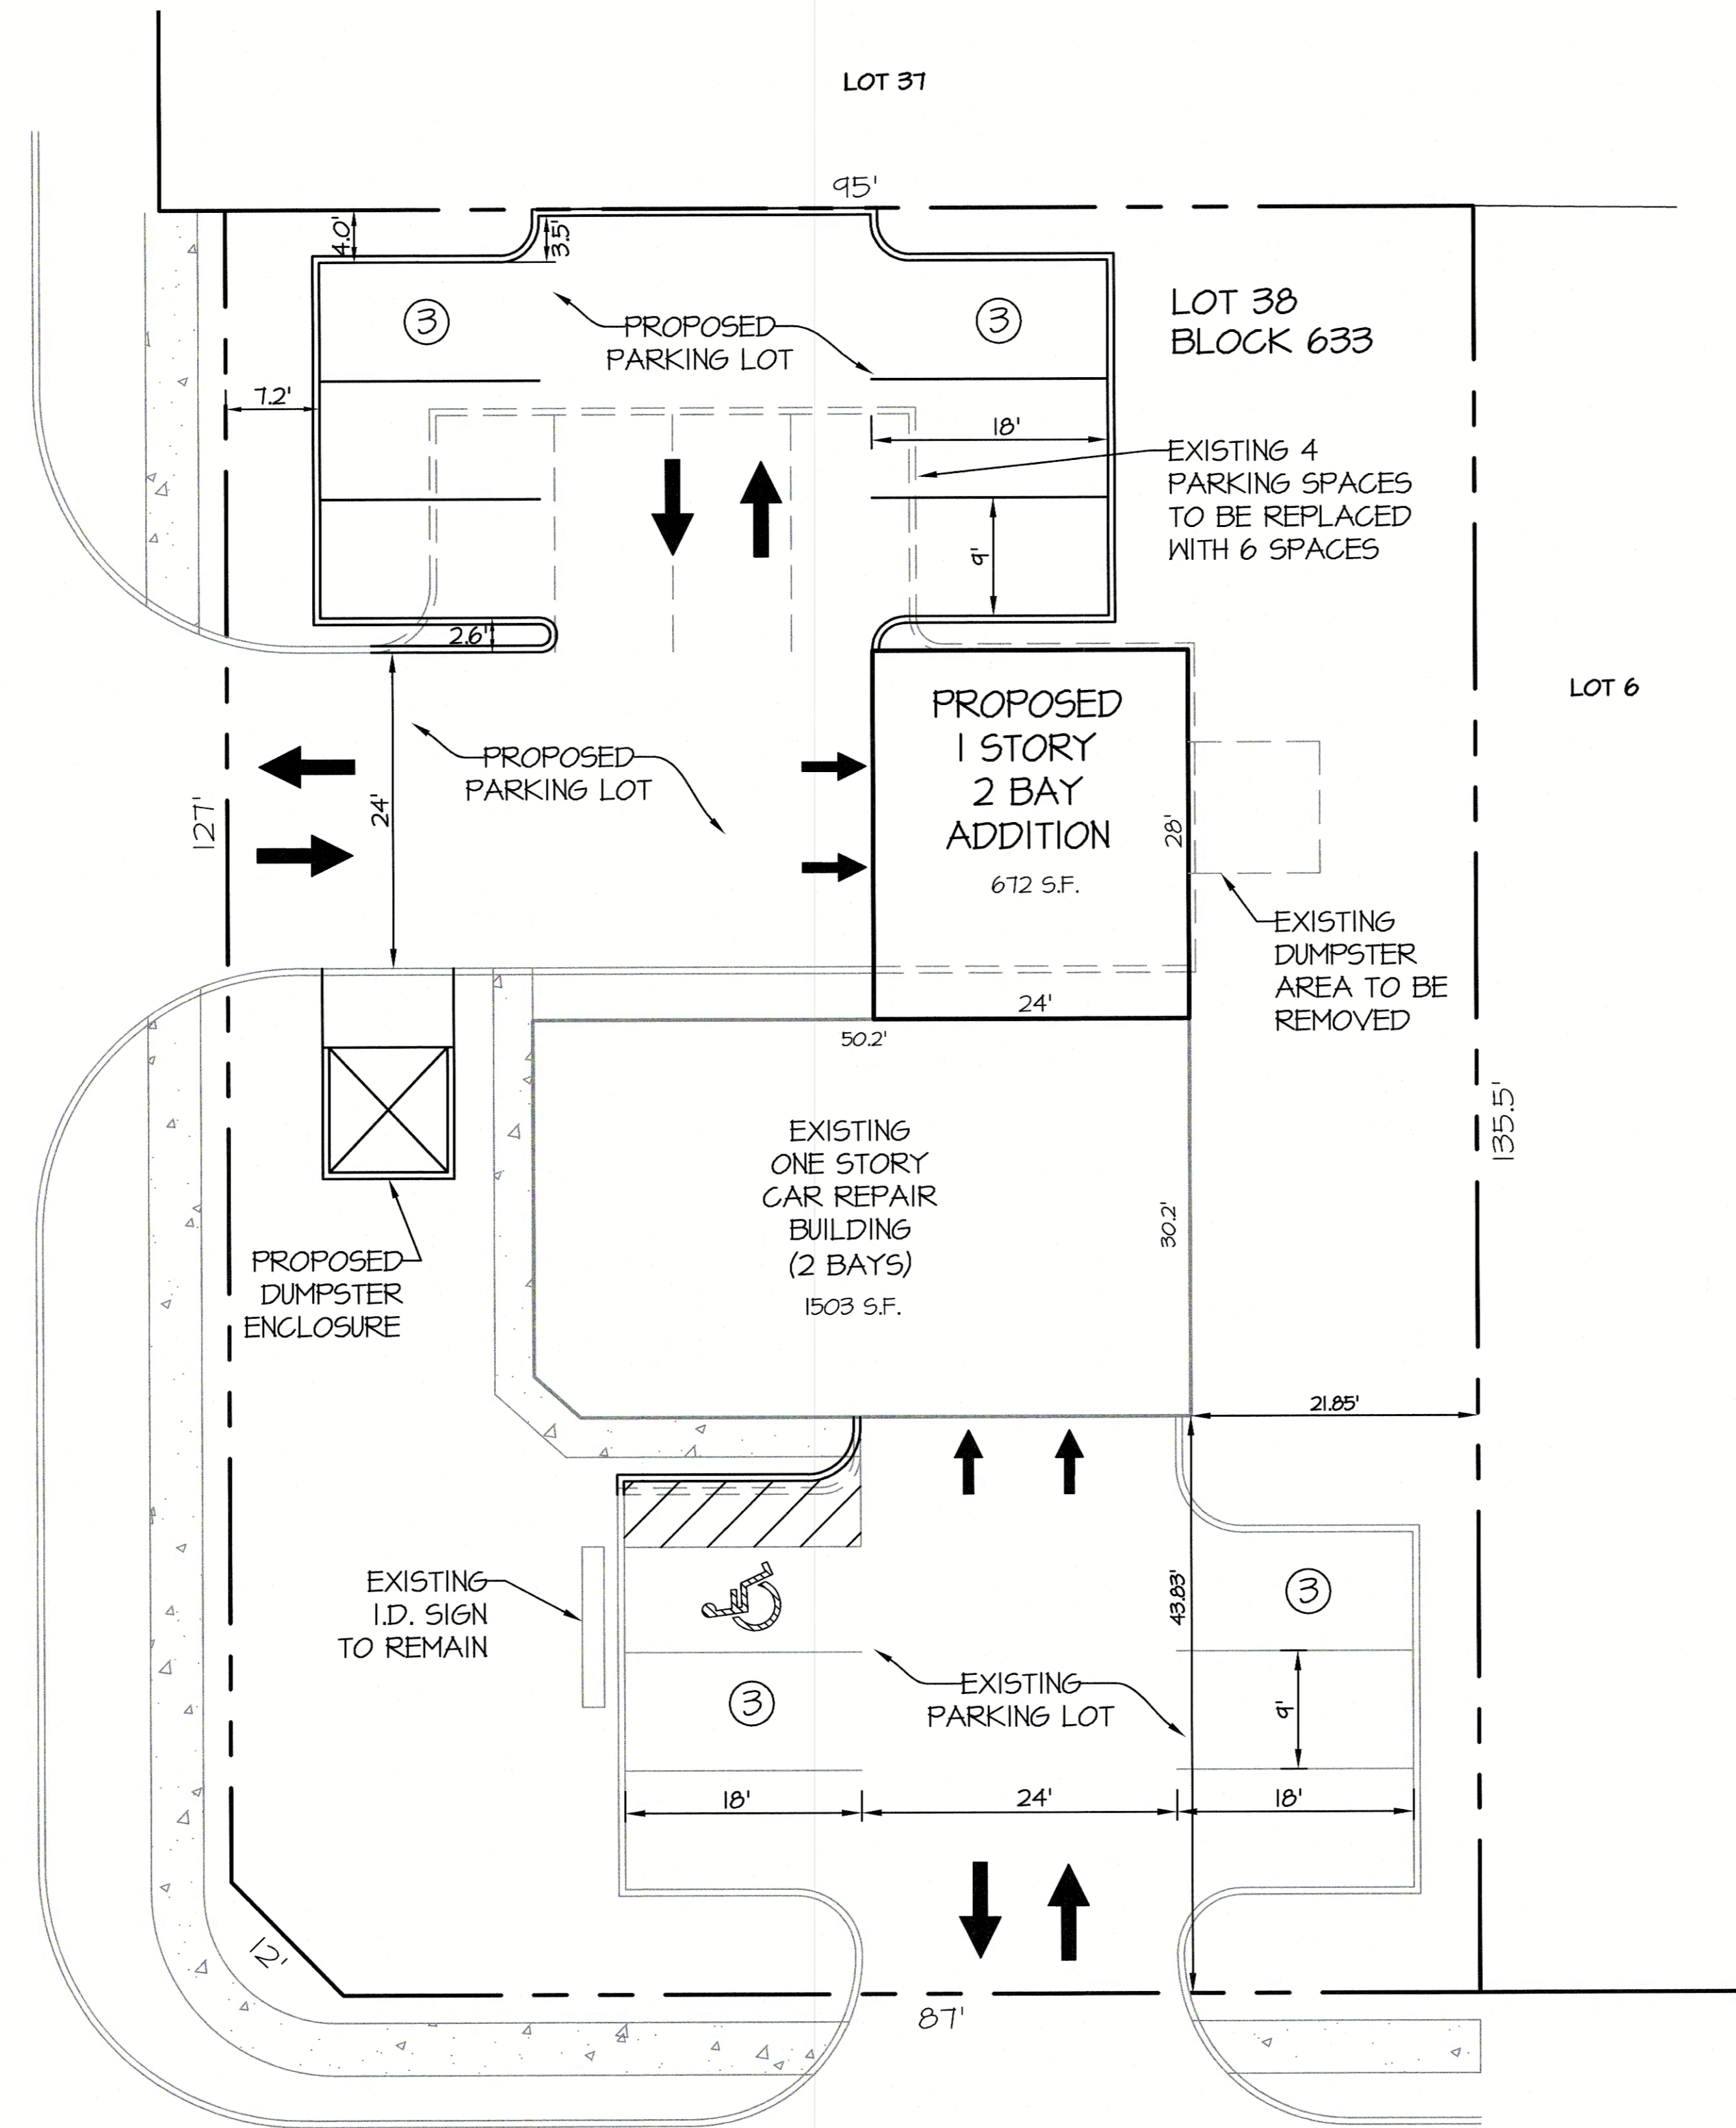 LOT 37
95'
4.0'
3.5'
3
3
LOT 38
BLOCK 633
PROPOSED
PARKING LOT
7.2'
18'
EXISTING 4
PARKING SPACES
TO BE REPLACED
WITH 6 SPACES
9'
2.6'
LOT 6
PROPOSED
1 STORY
2 BAY
ADDITION
672 S.F.
28'
PROPOSED
PARKING LOT
24'
127'
EXISTING
DUMPSTER
AREA TO BE
REMOVED
24'
50.2'
135.5'
EXISTING
ONE STORY
CAR REPAIR
BUILDING
(2 BAYS)
1503 S.F.
30.2'
PROPOSED
DUMPSTER
ENCLOSURE
21.85'
EXISTING
I.D. SIGN
TO REMAIN
43.83'
3
3
EXISTING
PARKING LOT
9'
18'
24'
18'
12'
87'